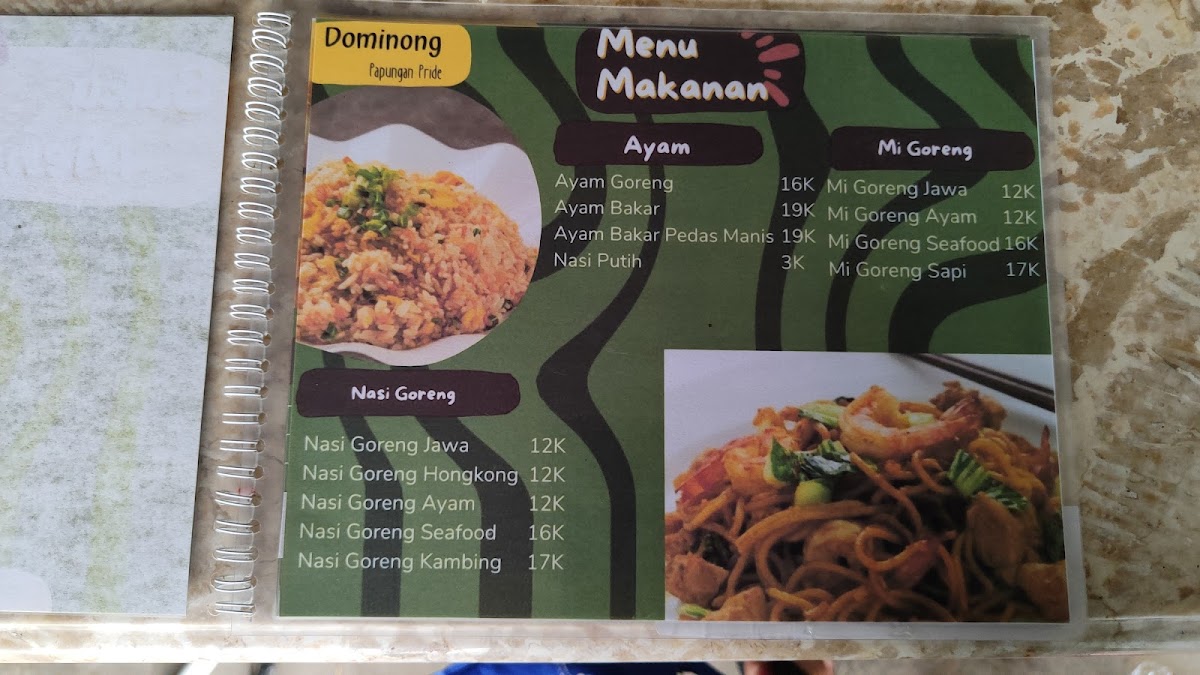 Dominong
Papungan Pride
Menu
Makanan
Ayam
Ayam Goreng 16K
Ayam Bakar 19K
Ayam Bakar Pedas Manis 19K
Nasi Putih 3K
Mi Goreng
Mi Goreng Jawa 12K
Mi Goreng Ayam 12K
Mi Goreng Seafood 16K
Mi Goreng Sapi 17K
Nasi Goreng
Nasi Goreng Jawa 12K
Nasi Goreng Hongkong 12K
Nasi Goreng Ayam 12K
Nasi Goreng Seafood 16K
Nasi Goreng Kambing 17K